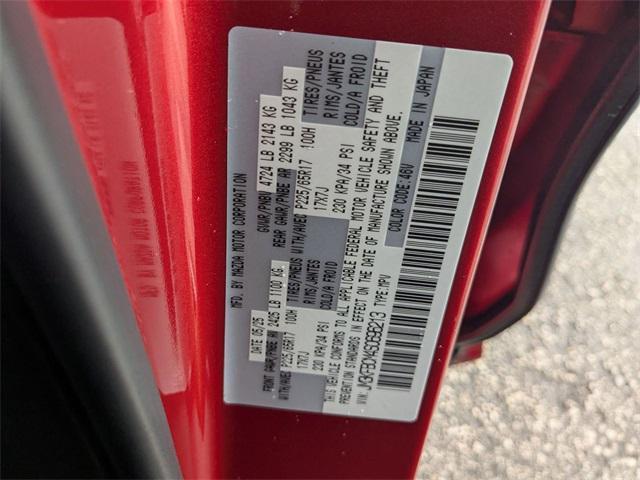 MFD. BY MAZDA MOTOR CORPORATION
DATE 05/25 GVWR/PNBV 4724 LB 2143 KG
FRONT GAWR/PNBE AV 2425 LB 1100 KG REAR GAWR/PNBE AR 2299 LB 1043 KG
WITH/AVEC P225/65R17 100H TIRES/PNEUS WITH/AVEC P225/65R17 100H TIRES/PNEUS
17X7J RIMS/JANTES 17X7J RIMS/JANTES
230 KPA/34 PSI COLD/A FROID 230 KPA/34 PSI COLD/A FROID
THIS VEHICLE CONFORMS TO ALL APPLICABLE FEDERAL MOTOR VEHICLE SAFETY AND THEFT
PREVENTION STANDARDS IN EFFECT ON THE DATE OF MANUFACTURE SHOWN ABOVE.
TYPE:MPV COLOR CODE:46V MADE IN JAPAN